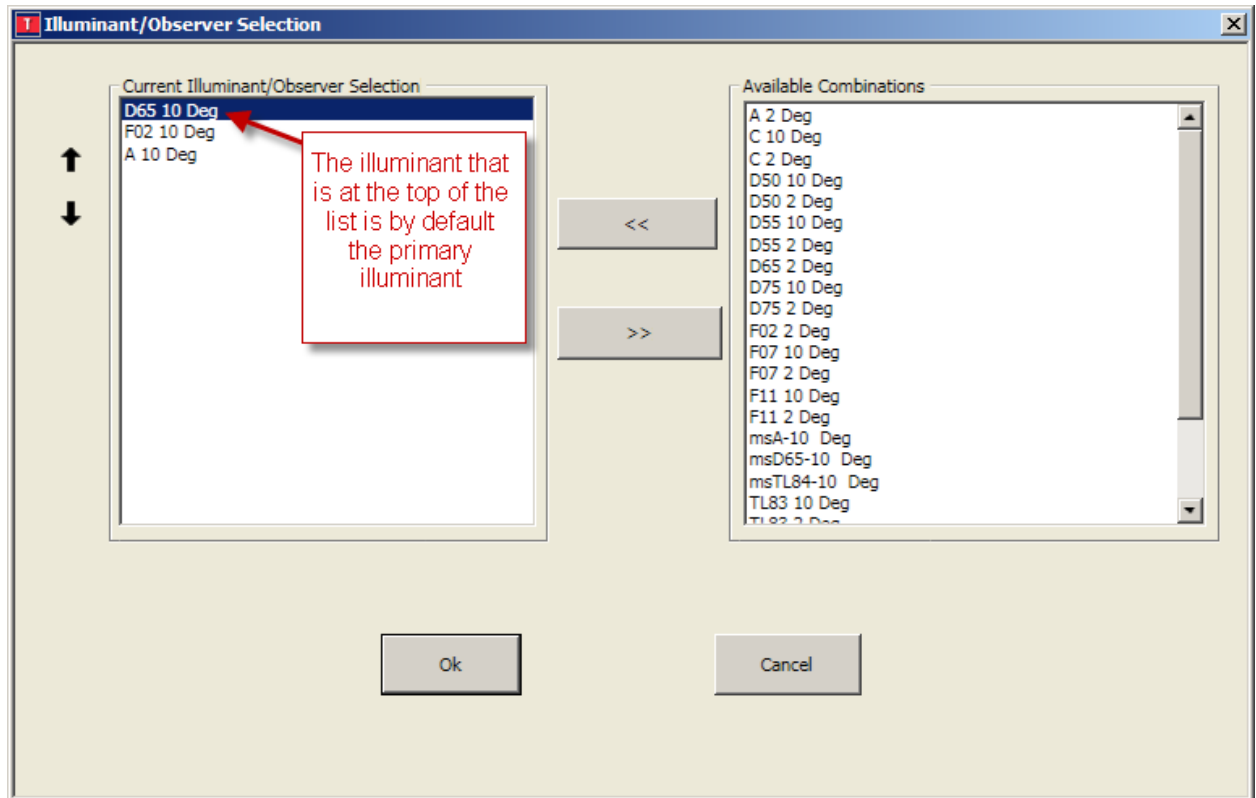 Illuminant/Observer Selection
Current Illuminant/Observer Selection
D65 10 Deg
F02 10 Deg
A 10 Deg
The illuminant that
is at the top of the
list is by default
the primary
illuminant
<<
>>
Available Combinations
A 2 Deg
C 10 Deg
C 2 Deg
D50 10 Deg
D50 2 Deg
D55 10 Deg
D55 2 Deg
D65 2 Deg
D75 10 Deg
D75 2 Deg
F02 2 Deg
F07 10 Deg
F07 2 Deg
F11 10 Deg
F11 2 Deg
msA-10  Deg
msD65-10  Deg
msTL84-10  Deg
TL83 10 Deg
TL83 2 Deg
Ok
Cancel